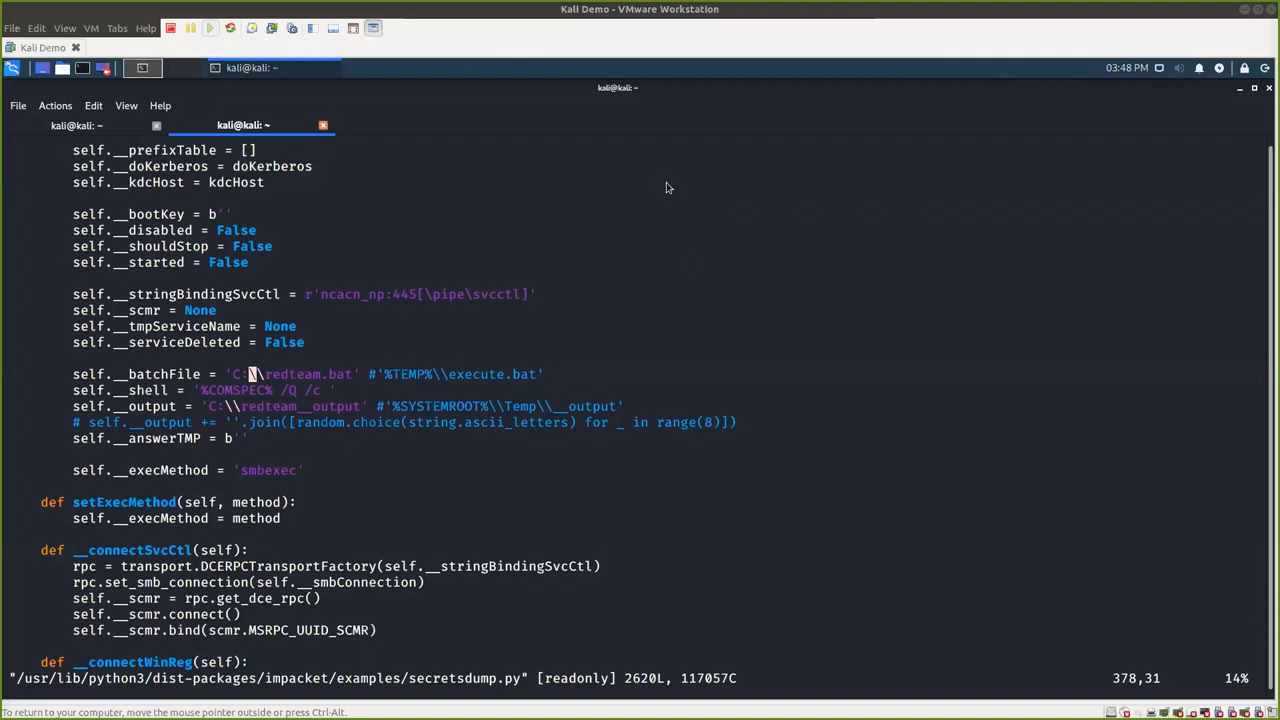 Kali Demo - VMware Workstation
File Edit View VM Tabs Help
Kali Demo
kali@kali: ~
03:48 PM
kali@kali: ~
File Actions Edit View Help
kali@kali: ~ kali@kali: ~
self.__prefixTable = []
self.__doKerberos = doKerberos
self.__kdcHost = kdcHost
self.__bootKey = b''
self.__disabled = False
self.__shouldStop = False
self.__started = False
self.__stringBindingSvcCtl = r'ncacn_np:445[\pipe\svcctl]'
self.__scmr = None
self.__tmpServiceName = None
self.__serviceDeleted = False
self.__batchFile = 'C:\\redteam.bat' #'%TEMP%\\execute.bat'
self.__shell = '%COMSPEC% /Q /c '
self.__output = 'C:\\redteam__output' #'%SYSTEMROOT%\\Temp\\__output'
# self.__output += ''.join([random.choice(string.ascii_letters) for _ in range(8)])
self.__answerTMP = b''
self.__execMethod = 'smbexec'
def setExecMethod(self, method):
self.__execMethod = method
def __connectSvcCtl(self):
rpc = transport.DCERPCTransportFactory(self.__stringBindingSvcCtl)
rpc.set_smb_connection(self.__smbConnection)
self.__scmr = rpc.get_dce_rpc()
self.__scmr.connect()
self.__scmr.bind(scmr.MSRPC_UUID_SCMR)
def __connectWinReg(self):
"/usr/lib/python3/dist-packages/impacket/examples/secretsdump.py" [readonly] 2620L, 117057C 378,31 14%
To return to your computer, move the mouse pointer outside or press Ctrl-Alt.